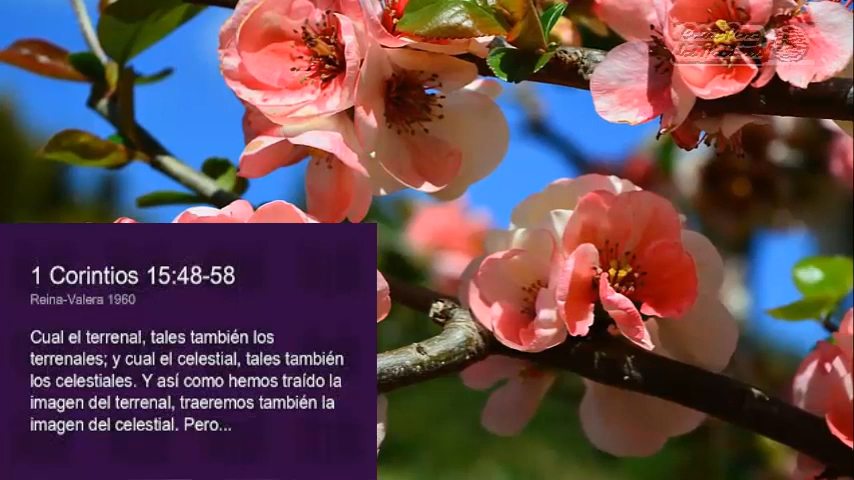 1 Corintios 15:48-58
Reina-Valera 1960
Cual el terrenal, tales también los
terrenales; y cual el celestial, tales también
los celestiales. Y así como hemos traído la
imagen del terrenal, traeremos también la
imagen del celestial. Pero...